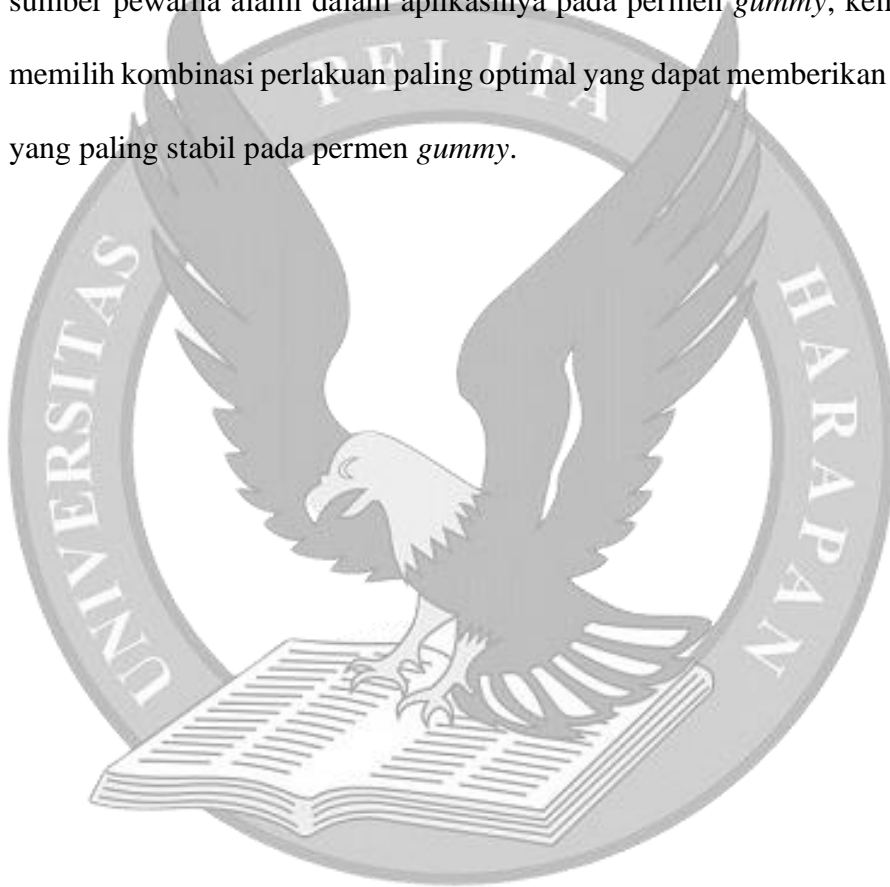 sumber pewarna alami dalam aplikasinya pada permen gummy,
memilih kombinasi perlakuan paling optimal yang dapat memberikan
yang paling stabil pada permen gummy.
UNIVERSITAS PELITA HARAPAN